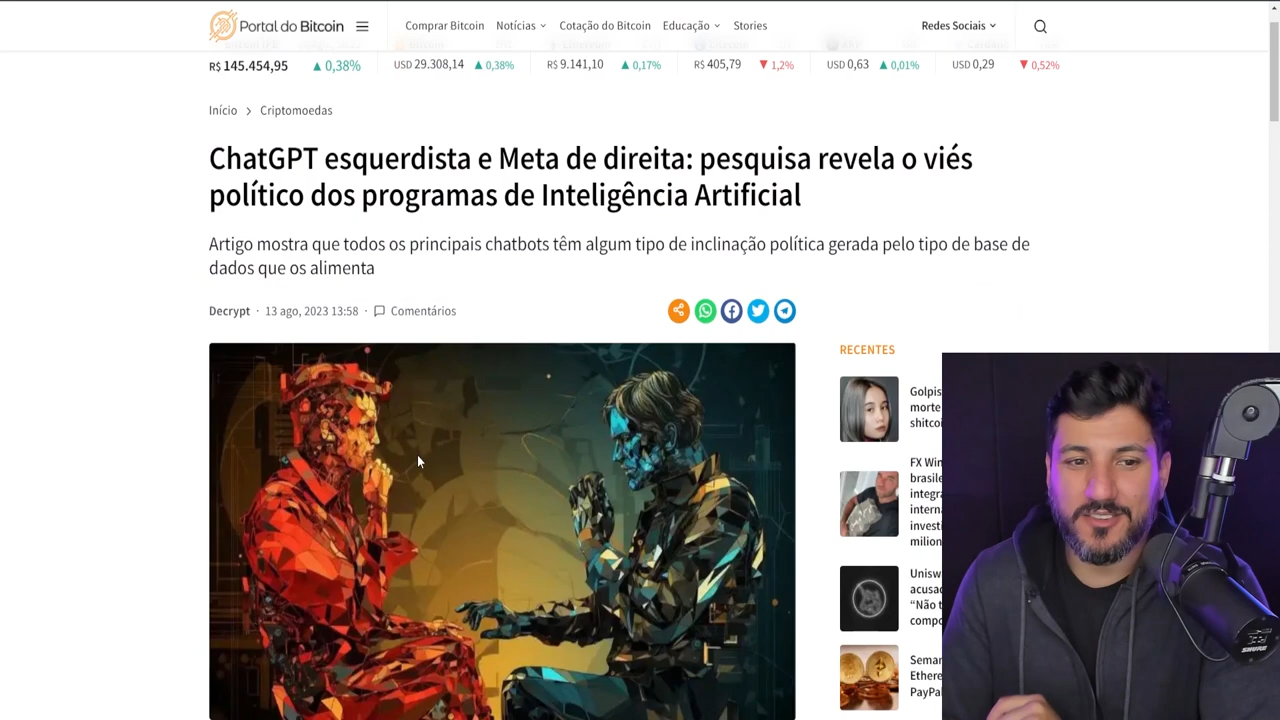 Portal do Bitcoin
Comprar Bitcoin
Notícias
Cotação do Bitcoin
Educação
Stories
Redes Sociais
R$ 145.454,95 ▲ 0,38%
USD 29.308,14 ▲ 0,38%
R$ 9.141,10 ▲ 0,17%
R$ 405,79 ▼ 1,2%
USD 0,63 ▲ 0,01%
USD 0,29 ▼ 0,52%
Início > Criptomoedas
ChatGPT esquerdista e Meta de direita: pesquisa revela o viés
político dos programas de Inteligência Artificial
Artigo mostra que todos os principais chatbots têm algum tipo de inclinação política gerada pelo tipo de base de
dados que os alimenta
Decrypt · 13 ago, 2023 13:58 · Comentários
RECENTES
Golpis
morte
shitcoi
FX Win
brasile
integra
interna
investi
milion
Unisw
acusad
"Não t
compo
Seman
Ethere
PayPa
SHURE